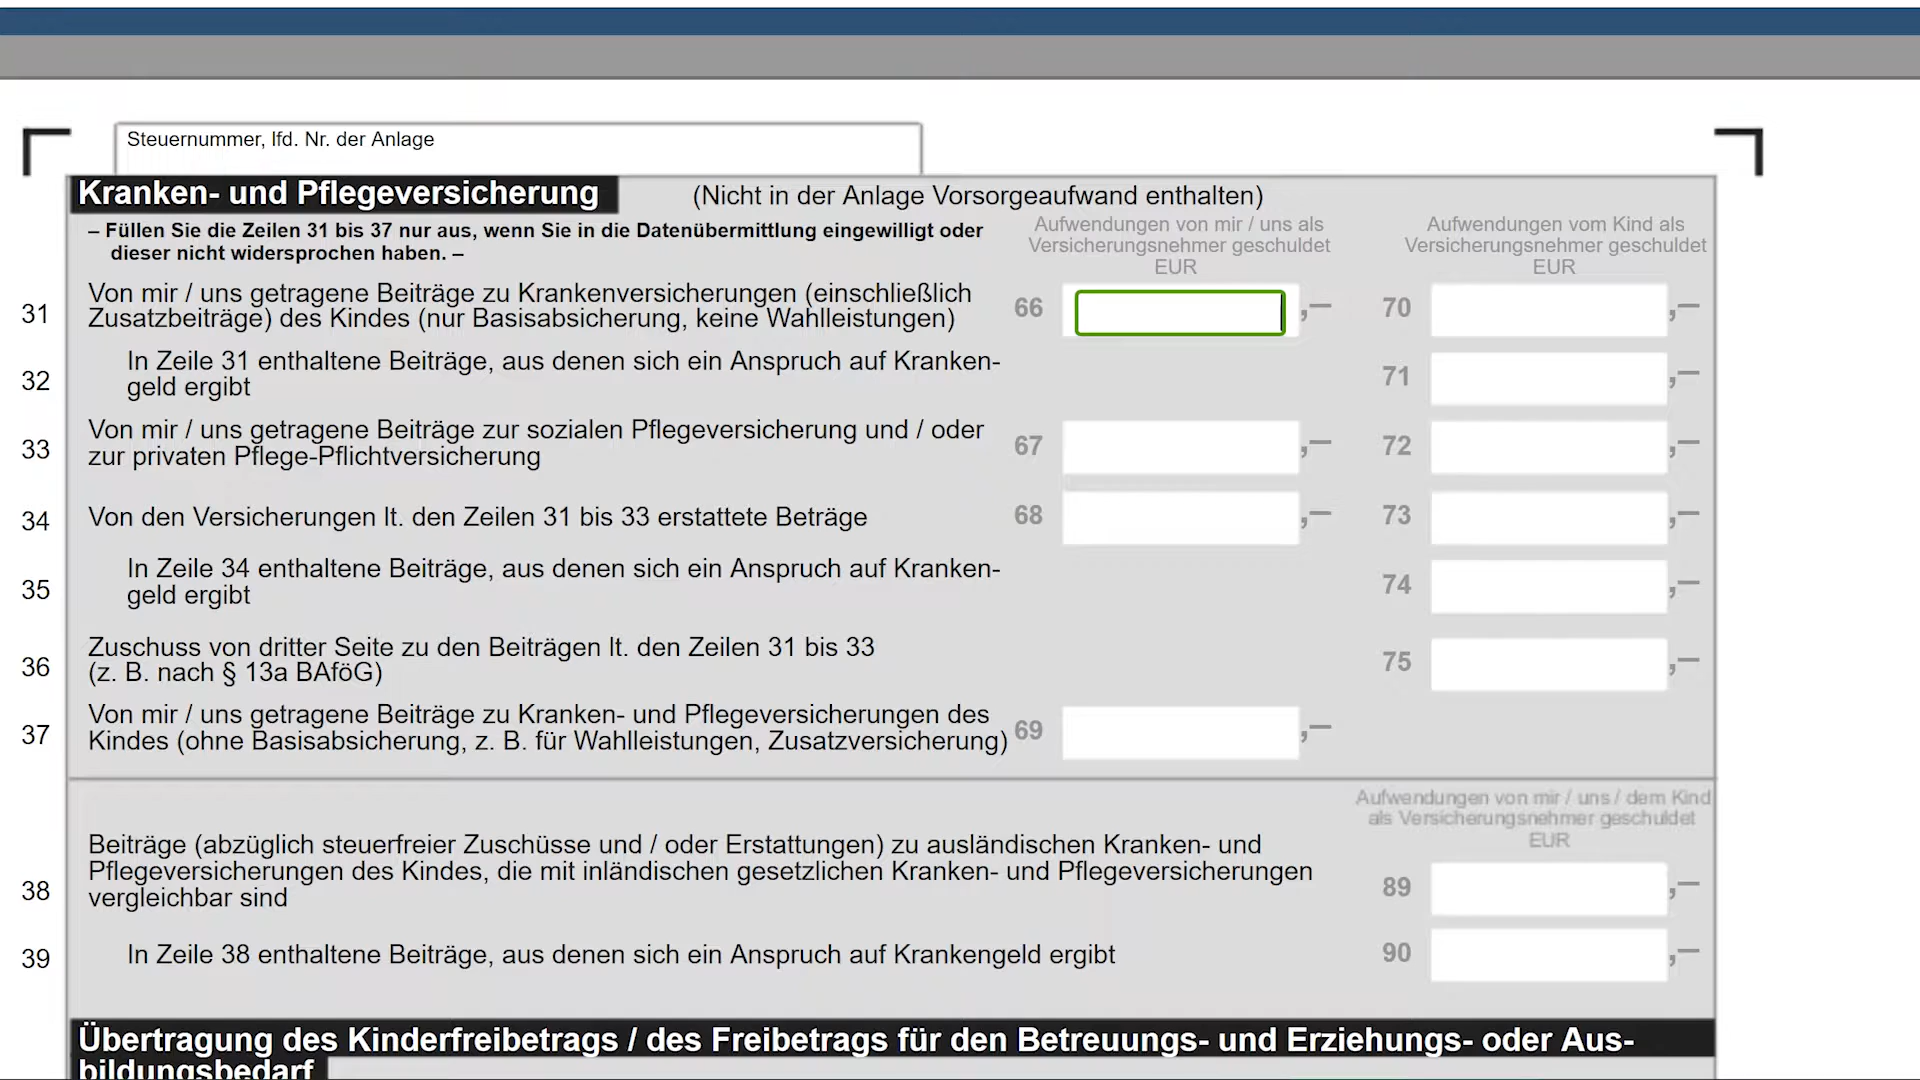 Steuernummer, lfd. Nr. der Anlage
Kranken- und Pflegeversicherung (Nicht in der Anlage Vorsorgeaufwand enthalten)
– Füllen Sie die Zeilen 31 bis 37 nur aus, wenn Sie in die Datenübermittlung eingewilligt oder
dieser nicht widersprochen haben. –
Aufwendungen von mir / uns als
Versicherungsnehmer geschuldet
EUR
Aufwendungen vom Kind als
Versicherungsnehmer geschuldet
EUR
31 Von mir / uns getragene Beiträge zu Krankenversicherungen (einschließlich
Zusatzbeiträge) des Kindes (nur Basisabsicherung, keine Wahlleistungen) 66 ,– 70 ,–
32 In Zeile 31 enthaltene Beiträge, aus denen sich ein Anspruch auf Kranken-
geld ergibt 71 ,–
33 Von mir / uns getragene Beiträge zur sozialen Pflegeversicherung und / oder
zur privaten Pflege-Pflichtversicherung 67 ,– 72 ,–
34 Von den Versicherungen lt. den Zeilen 31 bis 33 erstattete Beträge 68 ,– 73 ,–
35 In Zeile 34 enthaltene Beiträge, aus denen sich ein Anspruch auf Kranken-
geld ergibt 74 ,–
36 Zuschuss von dritter Seite zu den Beiträgen lt. den Zeilen 31 bis 33
(z. B. nach § 13a BAföG) 75 ,–
37 Von mir / uns getragene Beiträge zu Kranken- und Pflegeversicherungen des
Kindes (ohne Basisabsicherung, z. B. für Wahlleistungen, Zusatzversicherung) 69 ,–
Aufwendungen von mir / uns / dem Kind
als Versicherungsnehmer geschuldet
EUR
38 Beiträge (abzüglich steuerfreier Zuschüsse und / oder Erstattungen) zu ausländischen Kranken- und
Pflegeversicherungen des Kindes, die mit inländischen gesetzlichen Kranken- und Pflegeversicherungen
vergleichbar sind 89 ,–
39 In Zeile 38 enthaltene Beiträge, aus denen sich ein Anspruch auf Krankengeld ergibt 90 ,–
Übertragung des Kinderfreibetrags / des Freibetrags für den Betreuungs- und Erziehungs- oder Aus-
bildungsbedarf